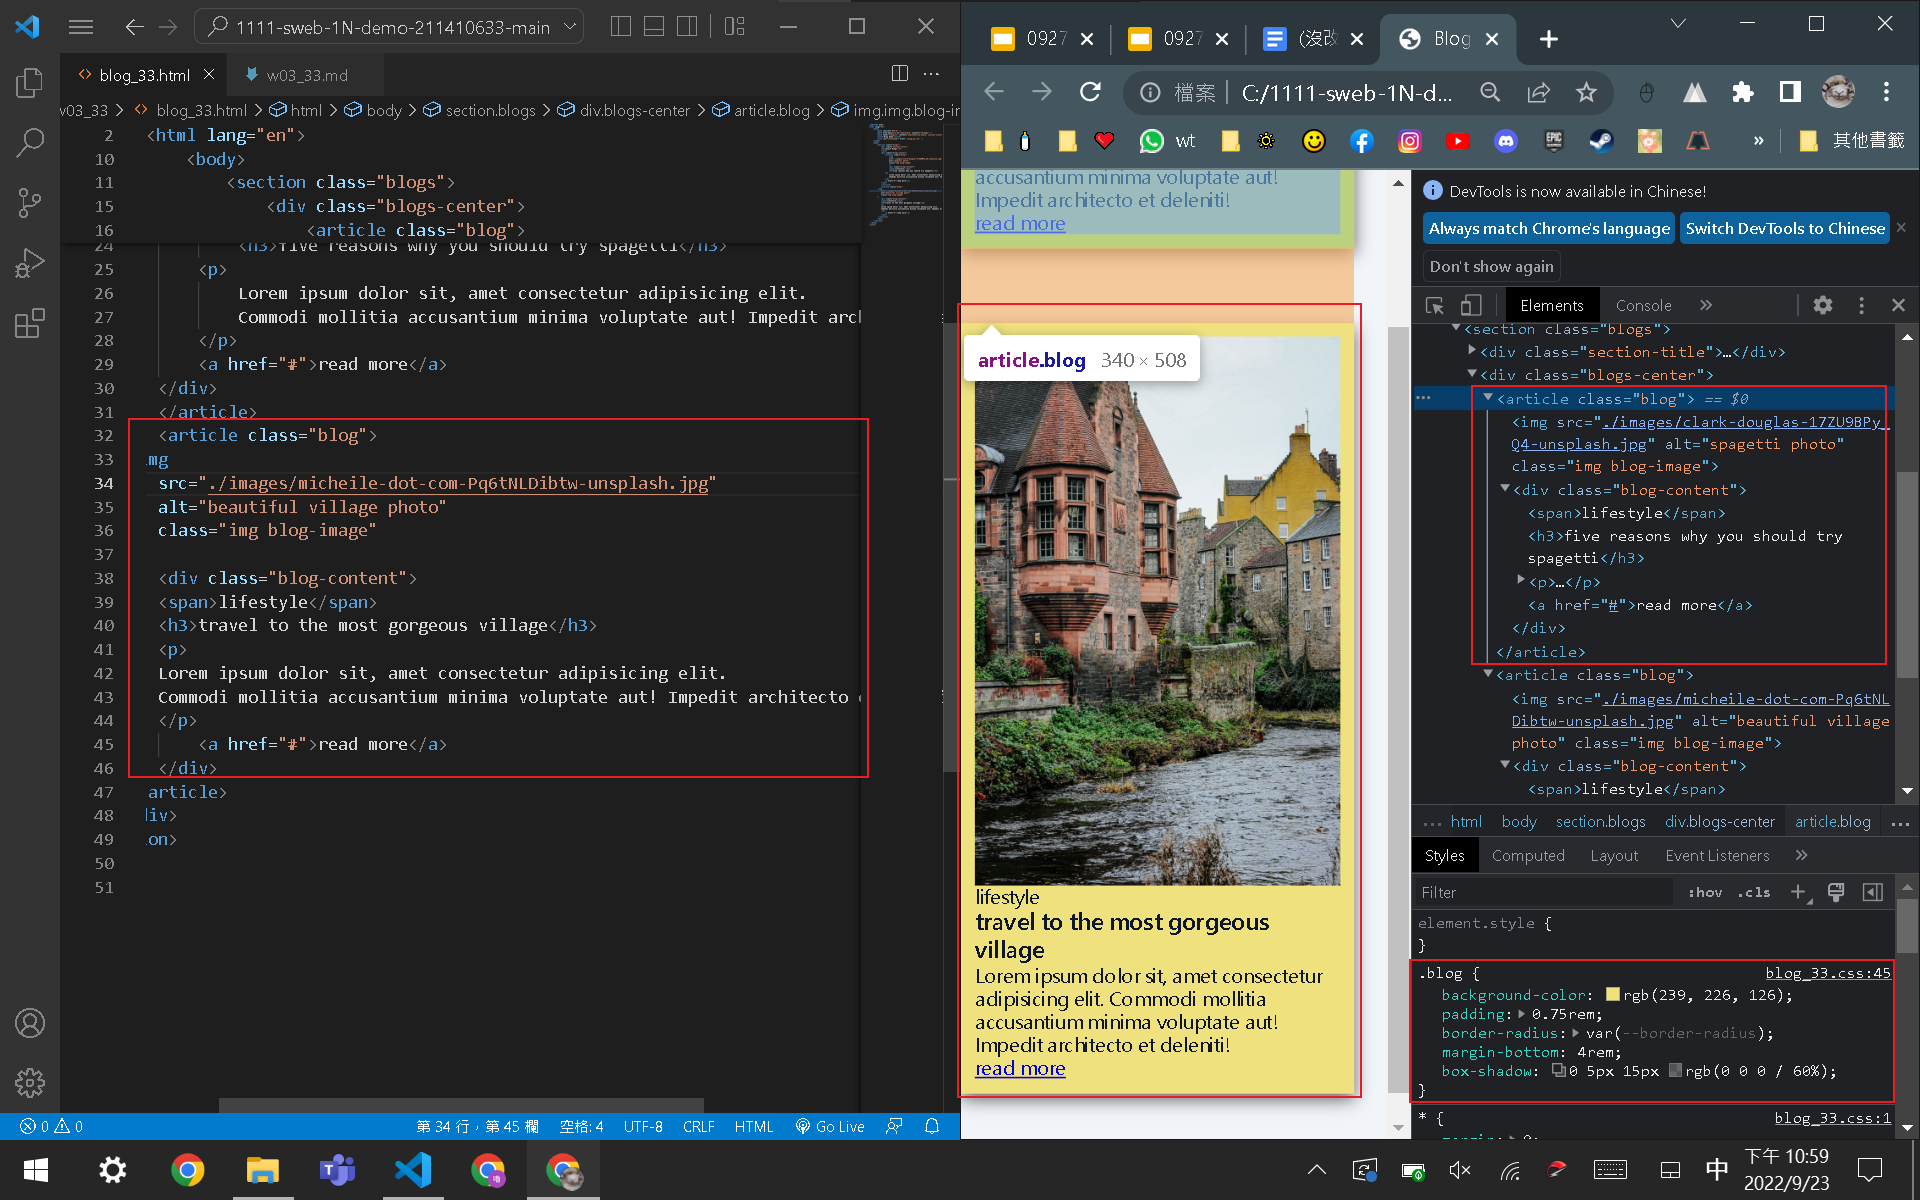 1111-sweb-1N-demo-211410633-main
blog_33.html
w03_33.md
w03_33 > blog_33.html > html > body > section.blogs > div.blogs-center > article.blog > img.img.blog-ir
2 <html lang="en">
10 <body>
11 <section class="blogs">
15 <div class="blogs-center">
16 <article class="blog">
24 <h3>five reasons why you should try spagetti</h3>
25 <p>
26 Lorem ipsum dolor sit, amet consectetur adipisicing elit.
27 Commodi mollitia accusantium minima voluptate aut! Impedit arc
28 </p>
29 <a href="#">read more</a>
30 </div>
31 </article>
32 <article class="blog">
33 mg
34 src="./images/micheile-dot-com-Pq6tNLDibtw-unsplash.jpg"
35 alt="beautiful village photo"
36 class="img blog-image"
37
38 <div class="blog-content">
39 <span>lifestyle</span>
40 <h3>travel to the most gorgeous village</h3>
41 <p>
42 Lorem ipsum dolor sit, amet consectetur adipisicing elit.
43 Commodi mollitia accusantium minima voluptate aut! Impedit architecto
44 </p>
45 <a href="#">read more</a>
46 </div>
47 article>
48 div>
49 on>
50
51
0 0 第 34 行，第 45 欄 空格: 4 UTF-8 CRLF HTML Go Live
0927 0927 (沒改 Blog
檔案 C:/1111-sweb-1N-d...
wt EPIC » 其他書籤
accusantium minima voluptate aut!
Impedit architecto et deleniti!
read more
article.blog 340 × 508
lifestyle
travel to the most gorgeous
village
Lorem ipsum dolor sit, amet consectetur
adipisicing elit. Commodi mollitia
accusantium minima voluptate aut!
Impedit architecto et deleniti!
read more
DevTools is now available in Chinese!
Always match Chrome's language Switch DevTools to Chinese
Don't show again
Elements Console »
<section class="blogs">
<div class="section-title">…</div>
<div class="blogs-center">
<article class="blog"> == $0
<img src="./images/clark-douglas-17ZU9BPy_
Q4-unsplash.jpg" alt="spagetti photo"
class="img blog-image">
<div class="blog-content">
<span>lifestyle</span>
<h3>five reasons why you should try
spagetti</h3>
<p>…</p>
<a href="#">read more</a>
</div>
</article>
<article class="blog">
<img src="./images/micheile-dot-com-Pq6tNL
Dibtw-unsplash.jpg" alt="beautiful village
photo" class="img blog-image">
<div class="blog-content">
<span>lifestyle</span>
... html body section.blogs div.blogs-center article.blog ...
Styles Computed Layout Event Listeners »
Filter :hov .cls +
element.style {
}
.blog { blog_33.css:45
background-color: rgb(239, 226, 126);
padding: 0.75rem;
border-radius: var(--border-radius);
margin-bottom: 4rem;
box-shadow: 0 5px 15px rgb(0 0 0 / 60%);
}
* { blog_33.css:1
margin: 0;
中 下午 10:59
2022/9/23